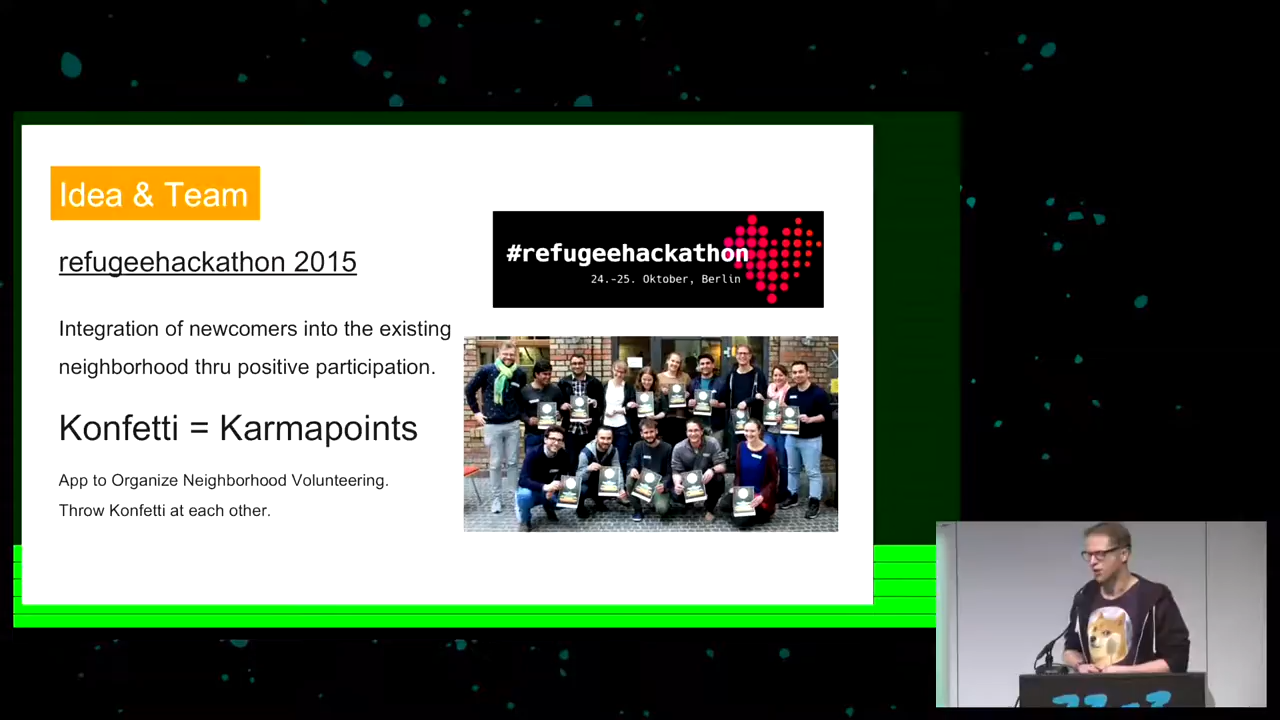 Idea & Team
refugeehackathon 2015
Integration of newcomers into the existing
neighborhood thru positive participation.
Konfetti = Karmapoints
App to Organize Neighborhood Volunteering.
Throw Konfetti at each other.
#refugeehackathon
24.-25. Oktober, Berlin